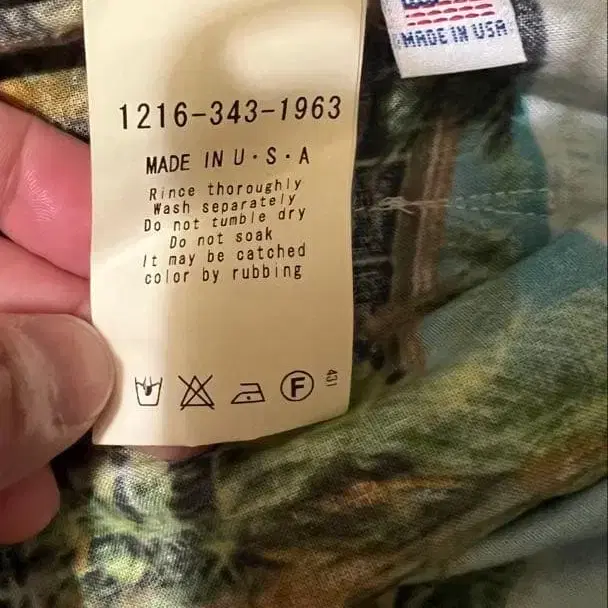 MADE IN USA
1216-343-1963
MADE IN U·S·A
Rince thoroughly
Wash separately
Do not tumble dry
Do not soak
It may be catched
color by rubbing
F
431